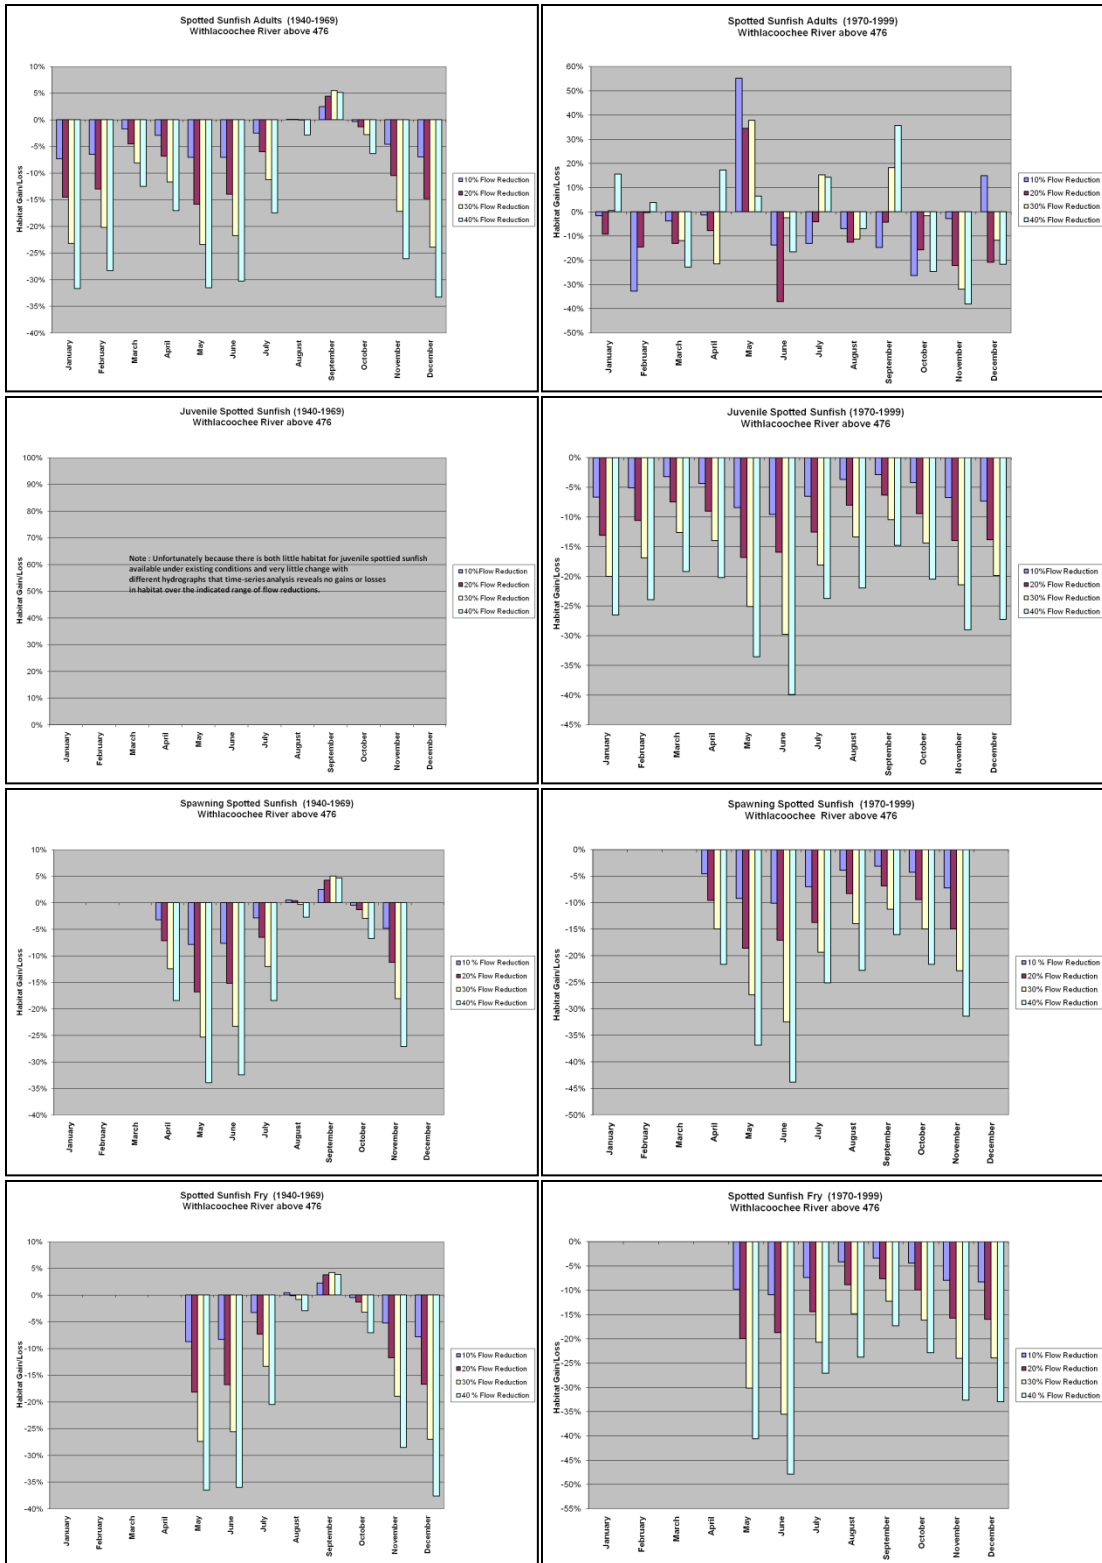 Spotted Sunfish Adults (1940-1969)
Withlacoochee River above 476
Habitat Gain/Loss
10%
5%
0%
-5%
-10%
-15%
-20%
-25%
-30%
-35%
-40%
January
February
March
April
May
June
July
August
September
October
November
December
10% Flow Reduction
20% Flow Reduction
30% Flow Reduction
40% Flow Reduction
Spotted Sunfish Adults (1970-1999)
Withlacoochee River above 476
Habitat Gain/Loss
60%
50%
40%
30%
20%
10%
0%
-10%
-20%
-30%
-40%
-50%
January
February
March
April
May
June
July
August
September
October
November
December
10% Flow Reduction
20% Flow Reduction
30% Flow Reduction
40% Flow Reduction
Juvenile Spotted Sunfish (1940-1969)
Withlacoochee River above 476
Habitat Gain/Loss
100%
90%
80%
70%
60%
50%
40%
30%
20%
10%
0%
Note : Unfortunately because there is both little habitat for juvenile spottied sunfish
available under existing conditions and very little change with
different hydrographs that time-series analysis reveals no gains or losses
in habitat over the indicated range of flow reductions.
January
February
March
April
May
June
July
August
September
October
November
December
10%Flow Reduction
20% Flow Reduction
30% Flow Reduction
40% Flow Reduction
Juvenile Spotted Sunfish (1970-1999)
Withlacoochee River above 476
Habitat Gain/Loss
0%
-5%
-10%
-15%
-20%
-25%
-30%
-35%
-40%
-45%
January
February
March
April
May
June
July
August
September
October
November
December
10% Flow Reduction
20% Flow Reduction
30% Flow Reduction
40% Flow Reduction
Spawning Spotted Sunfish (1940-1969)
Withlacoochee River above 476
Habitat Gain/Loss
10%
5%
0%
-5%
-10%
-15%
-20%
-25%
-30%
-35%
-40%
January
February
March
April
May
June
July
August
September
October
November
December
10 % Flow Reduction
20% Flow Reduction
30% Flow Reduction
40% Flow Reduction
Spawning Spotted Sunfish (1970-1999)
Withlacoochee River above 476
Habitat Gain/Loss
0%
-5%
-10%
-15%
-20%
-25%
-30%
-35%
-40%
-45%
-50%
January
February
March
April
May
June
July
August
September
October
November
December
10 % Flow Reduction
20% Flow Reduction
30% Flow Reduction
40% Flow Reduction
Spotted Sunfish Fry (1940-1969)
Withlacoochee River above 476
Habitat Gain/Loss
10%
5%
0%
-5%
-10%
-15%
-20%
-25%
-30%
-35%
-40%
January
February
March
April
May
June
July
August
September
October
November
December
10% Flow Reduction
20% Flow Reduction
30% Flow Reduction
40 % Flow Reduction
Spotted Sunfish Fry (1970-1999)
Withlacoochee River above 476
Habitat Gain/Loss
0%
-5%
-10%
-15%
-20%
-25%
-30%
-35%
-40%
-45%
-50%
-55%
January
February
March
April
May
June
July
August
September
October
November
December
10% Flow Reduction
20% Flow Reduction
30% Flow Reduction
40 % Flow Reduction